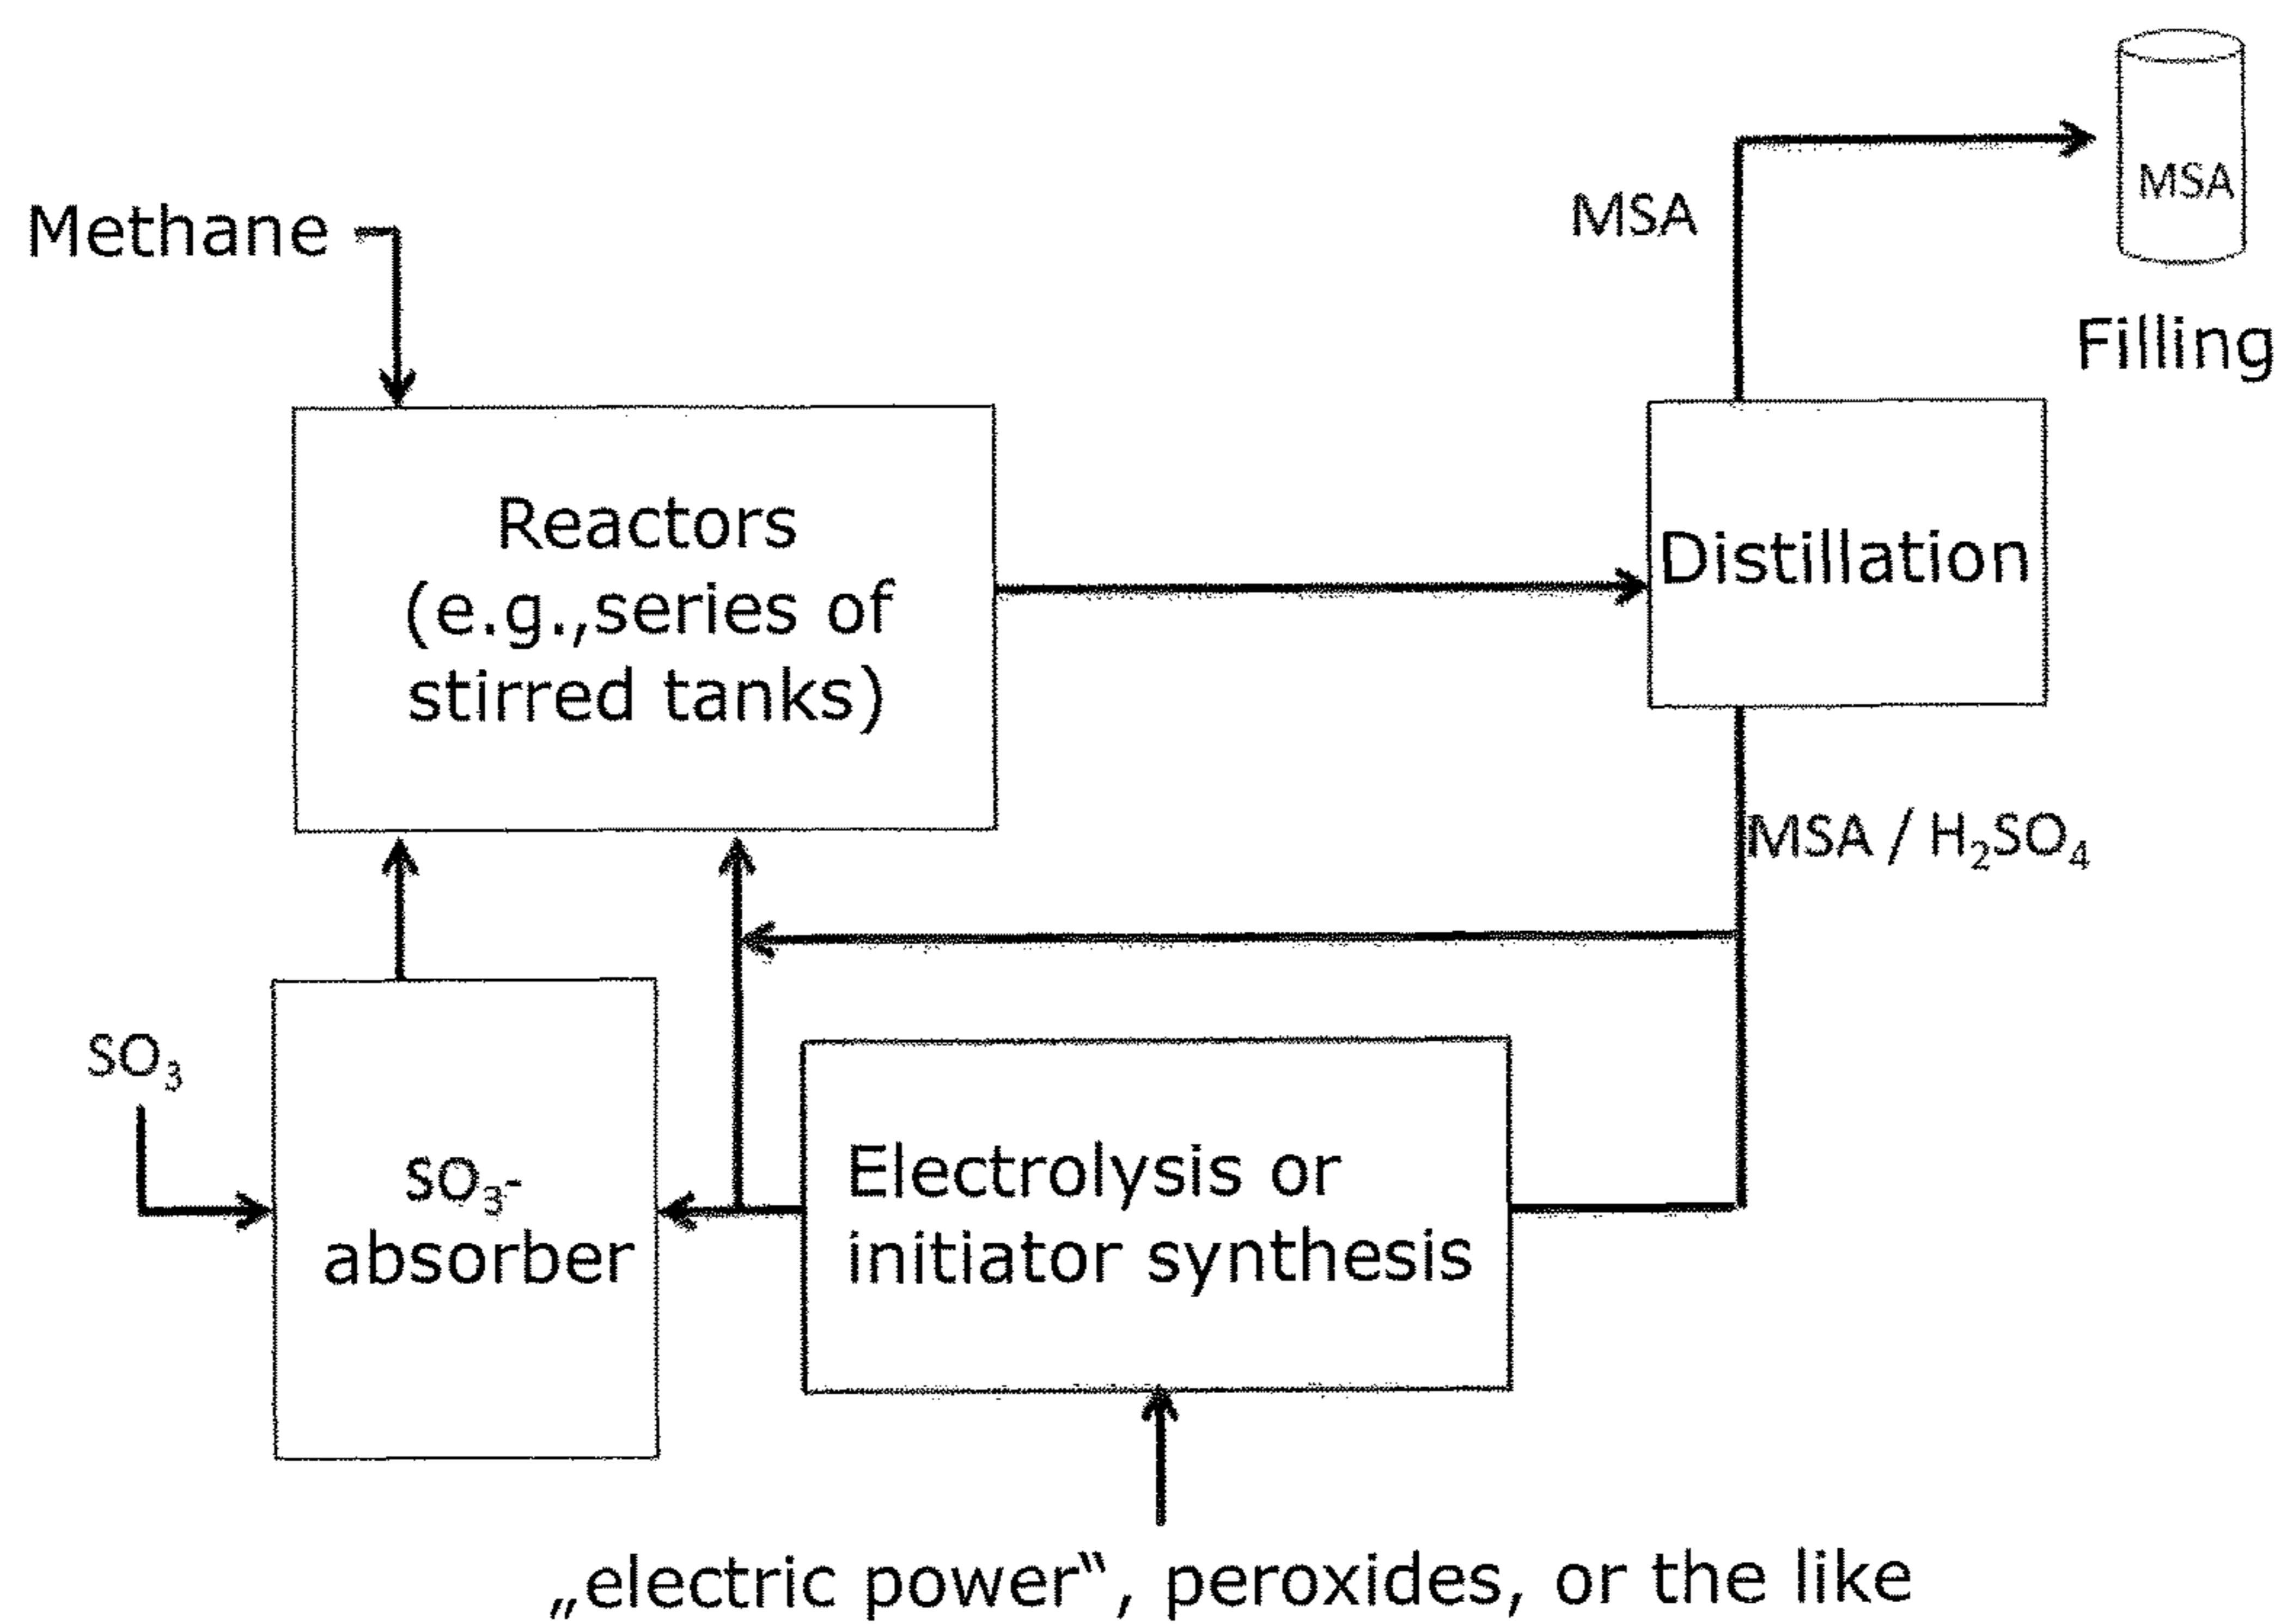 MSA
Methane
MSA
Filling
Reactors
(e.g.,series of
stirred tanks)
Distillation
MSA / H₂SO₄
SO₃
SO₃-
absorber
Electrolysis or
initiator synthesis
„electric power“, peroxides, or the like